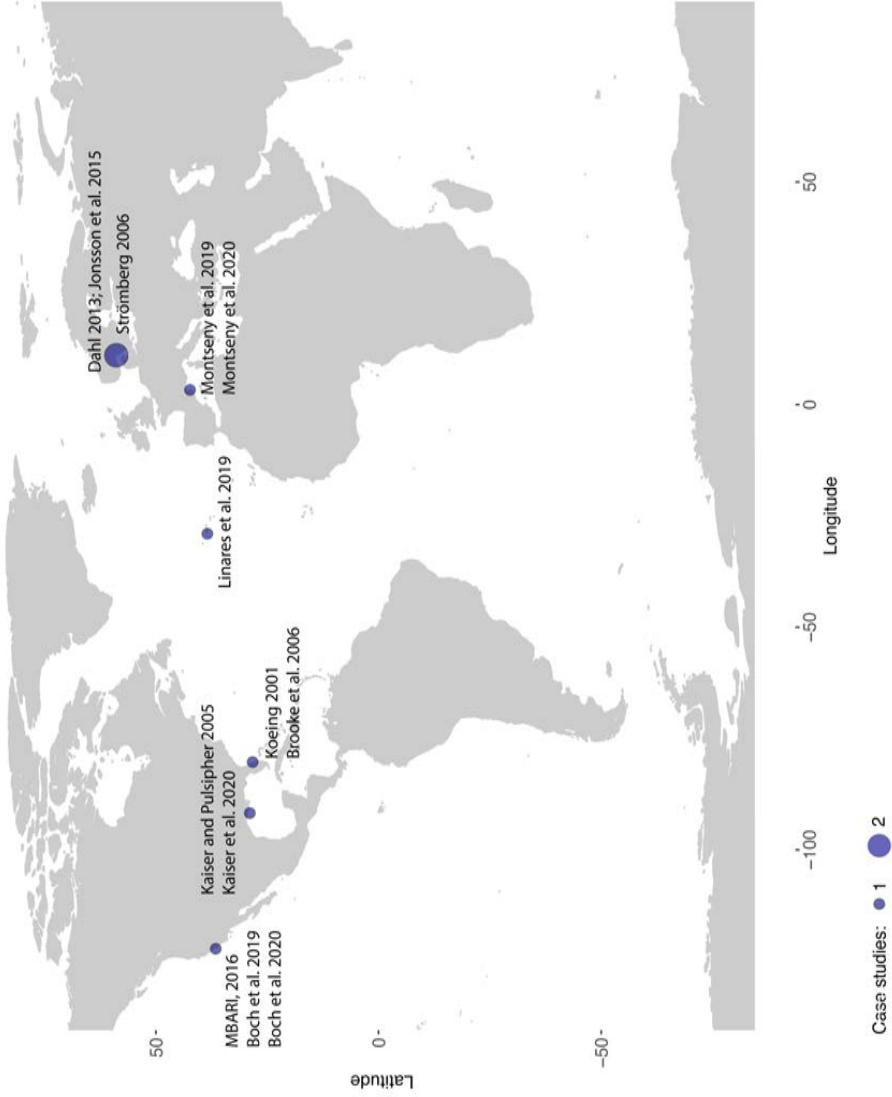 Dahl 2013; Jonsson et al. 2015
Strömberg 2006
Montseny et al. 2019
Montseny et al. 2020
Linares et al. 2019
Kaiser and Pulsipher 2005
Kaiser et al. 2020
Koeing 2001
Brooke et al. 2006
MBARI, 2016
Boch et al. 2019
Boch et al. 2020
Latitude
50
0
−50
−100
−50
0
50
Longitude
Case studies: 1 2